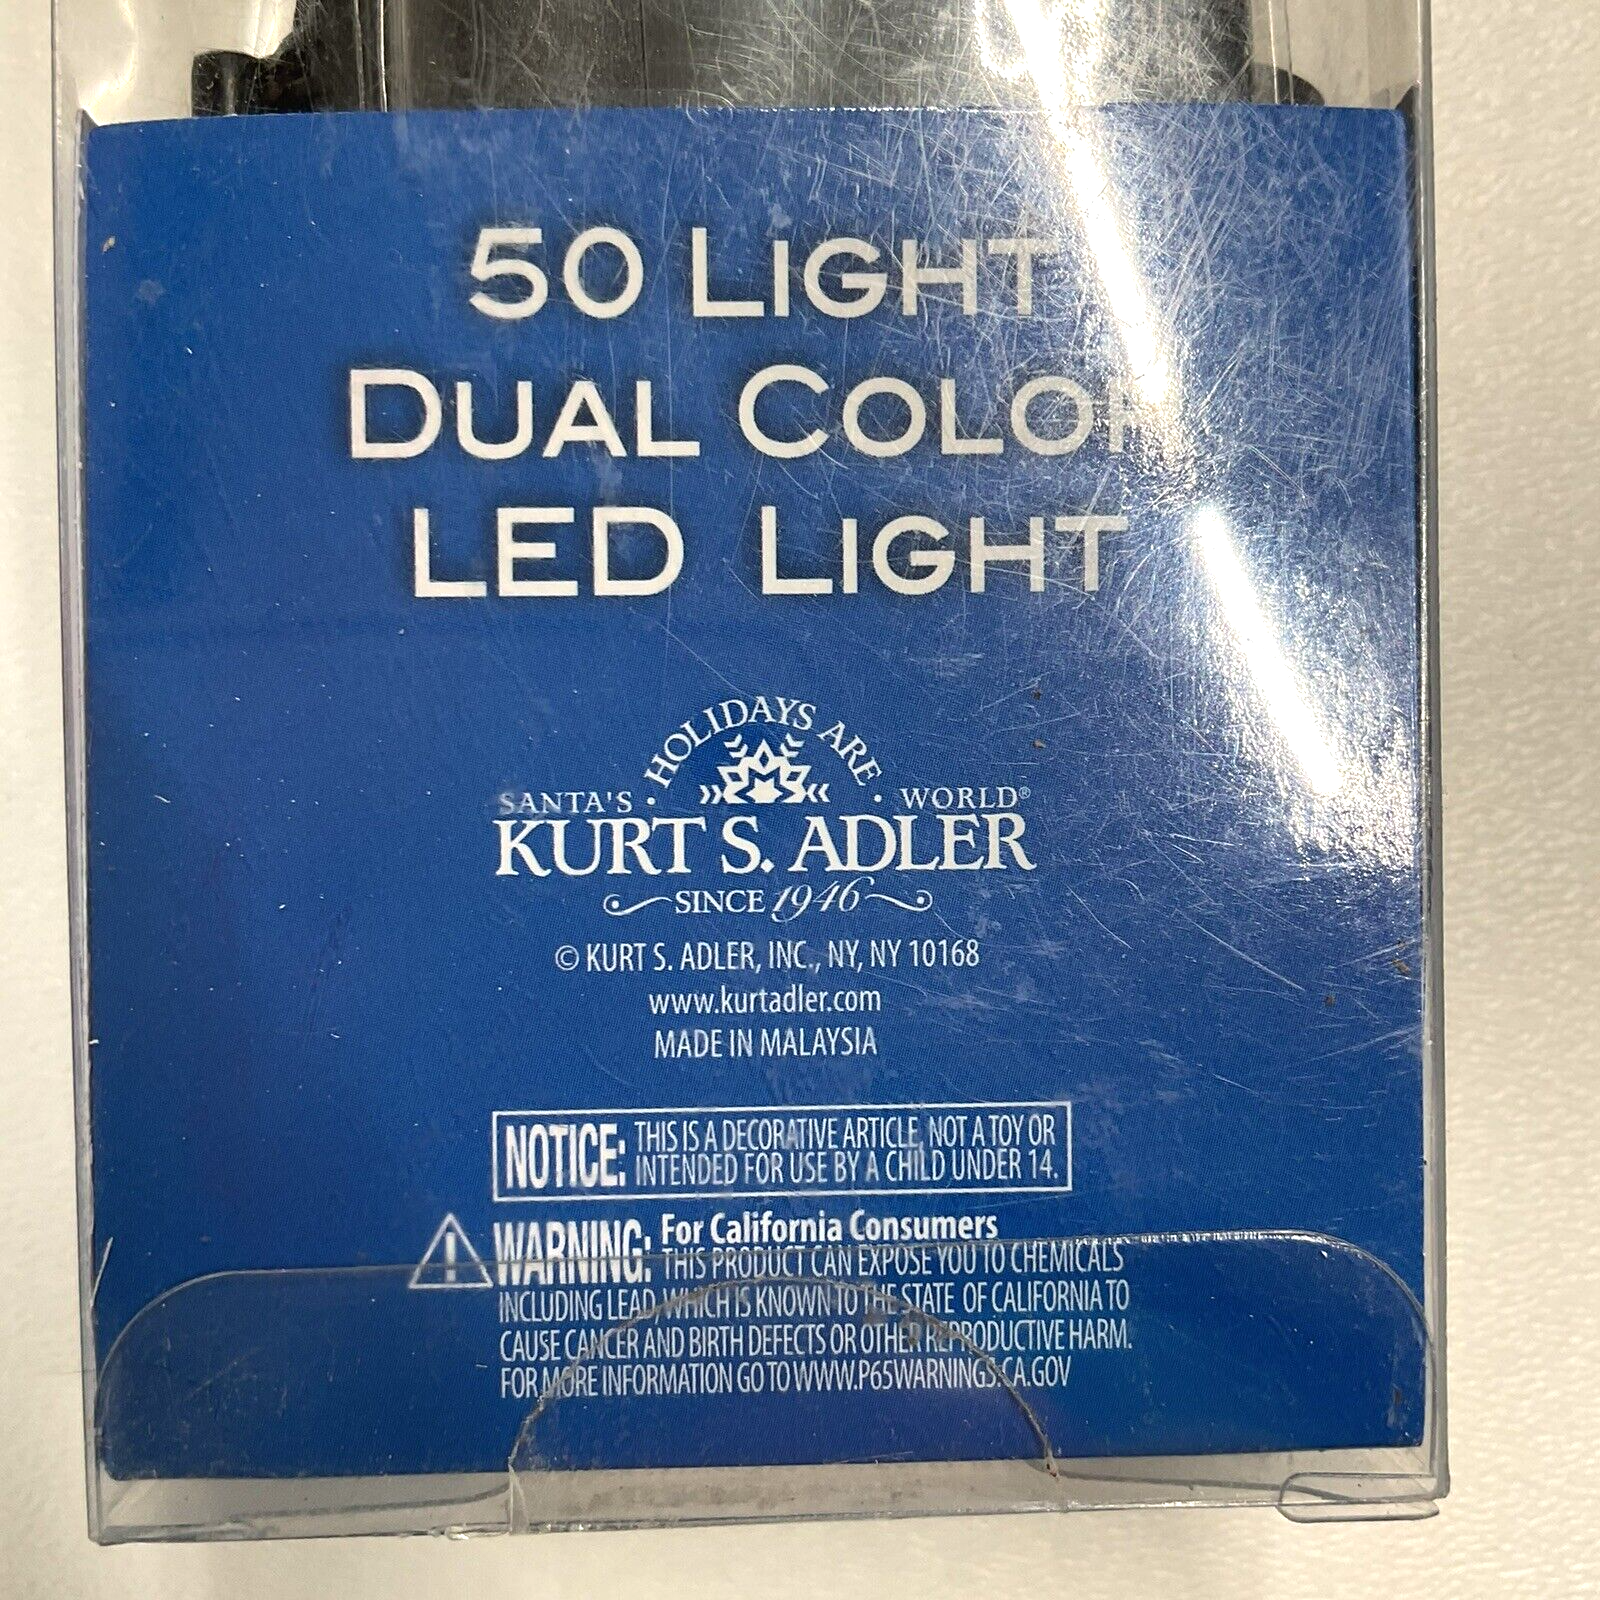 50 LIGHT
DUAL COLOR
LED LIGHT
HOLIDAYS ARE
SANTA'S · · WORLD®
KURT S. ADLER
SINCE 1946
© KURT S. ADLER, INC., NY, NY 10168
www.kurtadler.com
MADE IN MALAYSIA
NOTICE: THIS IS A DECORATIVE ARTICLE, NOT A TOY OR
INTENDED FOR USE BY A CHILD UNDER 14.
WARNING: For California Consumers
THIS PRODUCT CAN EXPOSE YOU TO CHEMICALS
INCLUDING LEAD, WHICH IS KNOWN TO THE STATE OF CALIFORNIA TO
CAUSE CANCER AND BIRTH DEFECTS OR OTHER REPRODUCTIVE HARM.
FOR MORE INFORMATION GO TO WWW.P65WARNINGS.CA.GOV